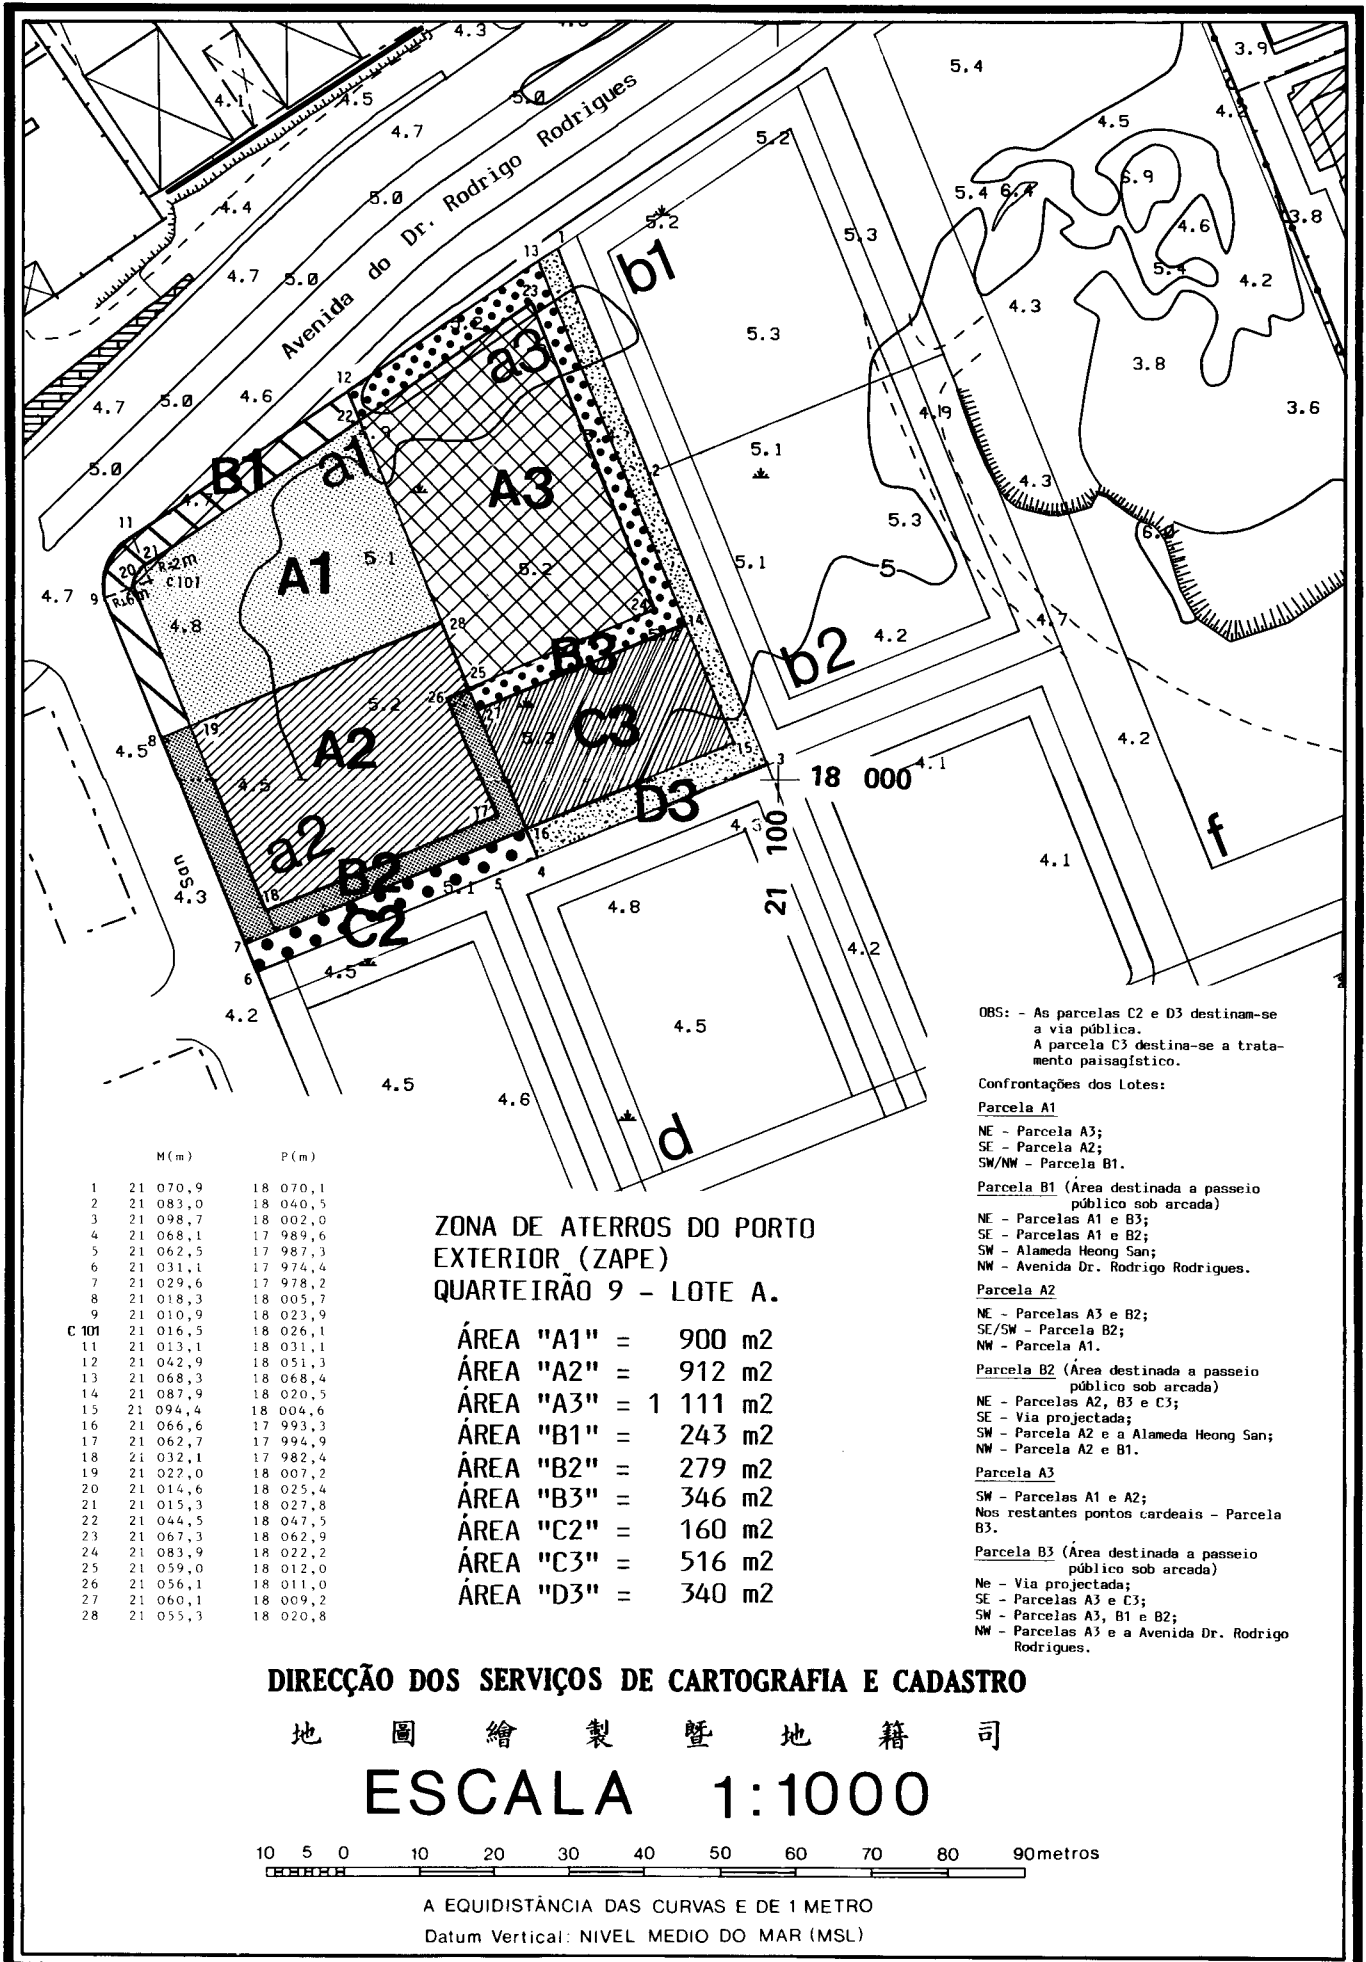 Avenida do Dr. Rodrigo Rodrigues
B1
a1
A1
a3
A3
B3
C3
D3
A2
a2
B2
C2
b1
b2
f
d
San
R=2m
C101
R=6m
18 000
21 100
OBS: - As parcelas C2 e D3 destinam-se
a via pública.
A parcela C3 destina-se a trata-
mento paisagístico.
Confrontações dos Lotes:
Parcela A1
NE - Parcela A3;
SE - Parcela A2;
SW/NW - Parcela B1.
Parcela B1 (Área destinada a passeio
público sob arcada)
NE - Parcelas A1 e B3;
SE - Parcelas A1 e B2;
SW - Alameda Heong San;
NW - Avenida Dr. Rodrigo Rodrigues.
Parcela A2
NE - Parcelas A3 e B2;
SE/SW - Parcela B2;
NW - Parcela A1.
Parcela B2 (Área destinada a passeio
público sob arcada)
NE - Parcelas A2, B3 e C3;
SE - Via projectada;
SW - Parcela A2 e a Alameda Heong San;
NW - Parcela A2 e B1.
Parcela A3
SW - Parcelas A1 e A2;
Nos restantes pontos cardeais - Parcela
B3.
Parcela B3 (Área destinada a passeio
público sob arcada)
Ne - Via projectada;
SE - Parcelas A3 e C3;
SW - Parcelas A3, B1 e B2;
NW - Parcelas A3 e a Avenida Dr. Rodrigo
Rodrigues.
M(m) P(m)
1 21 070,9 18 070,1
2 21 083,0 18 040,5
3 21 098,7 18 002,0
4 21 068,1 17 989,6
5 21 062,5 17 987,3
6 21 031,1 17 974,4
7 21 029,6 17 978,2
8 21 018,3 18 005,7
9 21 010,9 18 023,9
C 101 21 016,5 18 026,1
11 21 013,1 18 031,1
12 21 042,9 18 051,3
13 21 068,3 18 068,4
14 21 087,9 18 020,5
15 21 094,4 18 004,6
16 21 066,6 17 993,3
17 21 062,7 17 994,9
18 21 032,1 17 982,4
19 21 022,0 18 007,2
20 21 014,6 18 025,4
21 21 015,3 18 027,8
22 21 044,5 18 047,5
23 21 067,3 18 062,9
24 21 083,9 18 022,2
25 21 059,0 18 012,0
26 21 056,1 18 011,0
27 21 060,1 18 009,2
28 21 055,3 18 020,8
ZONA DE ATERROS DO PORTO
EXTERIOR (ZAPE)
QUARTEIRÃO 9 - LOTE A.
ÁREA "A1" = 900 m2
ÁREA "A2" = 912 m2
ÁREA "A3" = 1 111 m2
ÁREA "B1" = 243 m2
ÁREA "B2" = 279 m2
ÁREA "B3" = 346 m2
ÁREA "C2" = 160 m2
ÁREA "C3" = 516 m2
ÁREA "D3" = 340 m2
DIRECÇÃO DOS SERVIÇOS DE CARTOGRAFIA E CADASTRO
地圖繪製暨地籍司
ESCALA 1:1000
10 5 0 10 20 30 40 50 60 70 80 90 metros
A EQUIDISTÂNCIA DAS CURVAS E DE 1 METRO
Datum Vertical: NIVEL MEDIO DO MAR (MSL)